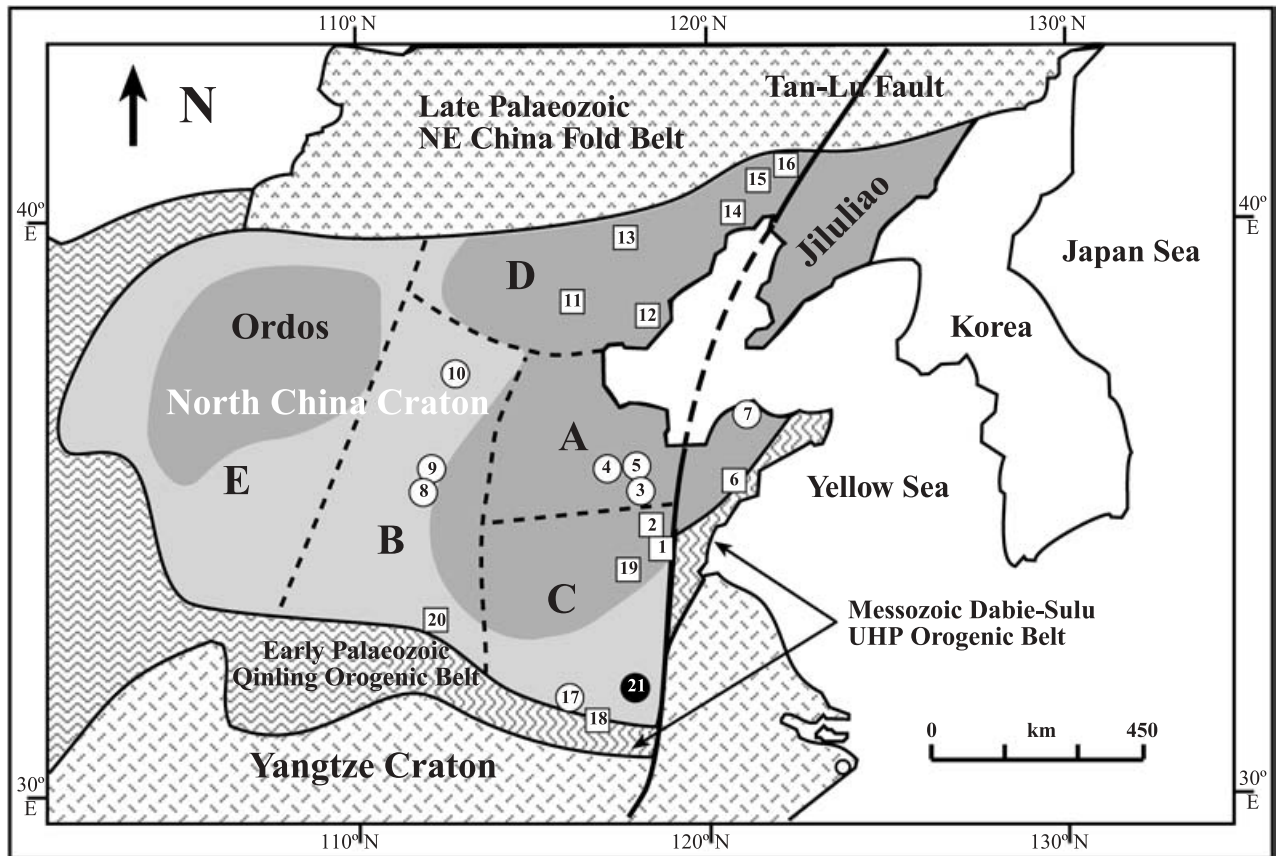 110º N
120º N
130º N
N
Tan-Lu Fault
Late Palaeozoic
NE China Fold Belt
16
15
40º
E
40º
E
14
Jiluliao
13
Japan Sea
D
11
12
Ordos
Korea
10
North China Craton
7
A
E
9
4
5
6
8
3
Yellow Sea
B
2
1
19
C
20
Messozoic Dabie-Sulu
UHP Orogenic Belt
Early Palaeozoic
Qinling Orogenic Belt
21
17
18
0
km
450
Yangtze Craton
30º
E
30º
E
110º N
120º N
130º N